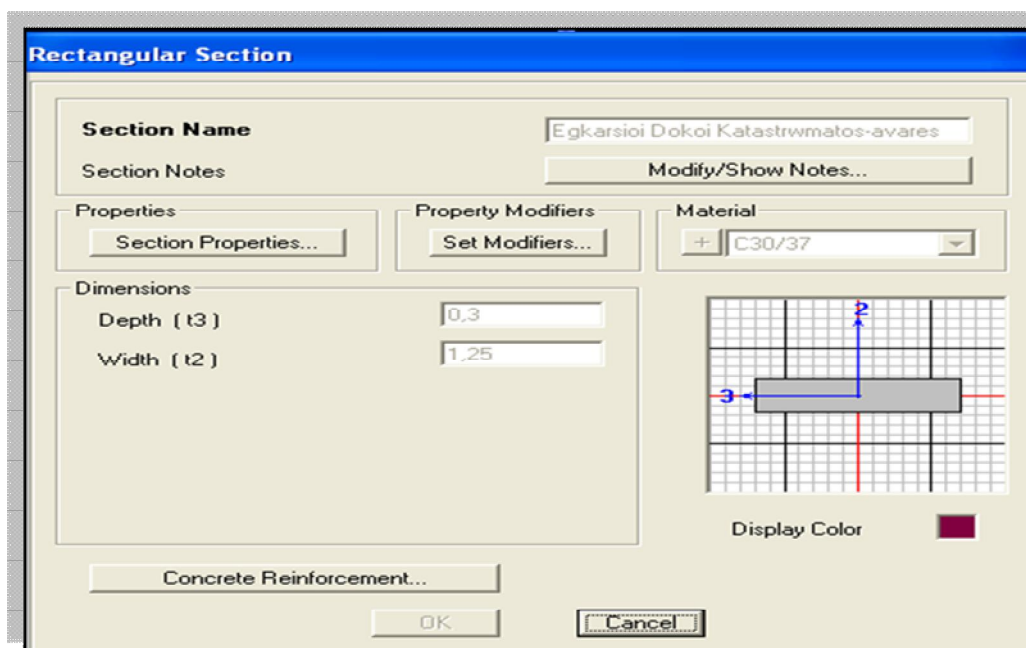 Rectangular Section
Section Name
Egkarsioi Dokoi Katastrwmatos-avares
Section Notes
Modify/Show Notes...
Properties
Section Properties...
Property Modifiers
Set Modifiers...
Material
+ C30/37
Dimensions
Depth ( t3 )
0,3
Width ( t2 )
1,25
2
3
Display Color
Concrete Reinforcement...
OK
Cancel